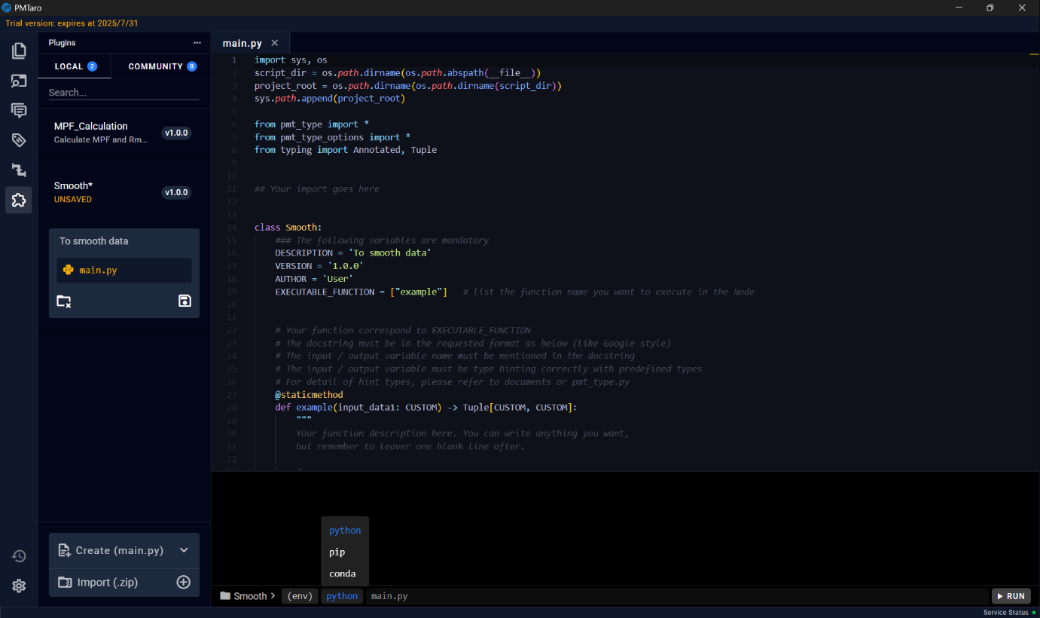 PMTaro
Trial version: expires at 2025/7/31
Plugins
LOCAL 2
COMMUNITY 0
Search...
MPF_Calculation
Calculate MPF and Rm...
v1.0.0
Smooth*
UNSAVED
v1.0.0
To smooth data
main.py
Create (main.py)
Import (.zip)
main.py
1 import sys, os
2 script_dir = os.path.dirname(os.path.abspath(__file__))
3 project_root = os.path.dirname(os.path.dirname(script_dir))
4 sys.path.append(project_root)
5
6 from pmt_type import *
7 from pmt_type_options import *
8 from typing import Annotated, Tuple
9
10
11 ## Your import goes here
12
13
14 class Smooth:
15 ### The following variables are mandatory
16 DESCRIPTION = 'To smooth data'
17 VERSION = '1.0.0'
18 AUTHOR = 'User'
19 EXECUTABLE_FUNCTION = ["example"] # list the function name you want to execute in the Node
20
21
22 # Your function correspond to EXECUTABLE_FUNCTION
23 # The docstring must be in the requested format as below (like Google style)
24 # The input / output variable name must be mentioned in the docstring
25 # The input / output variable must be type hinting correctly with predefined types
26 # For detail of hint types, please refer to documents or pmt_type.py
27 @staticmethod
28 def example(input_data1: CUSTOM) -> Tuple[CUSTOM, CUSTOM]:
29 """
30 Your function description here. You can write anything you want,
31 but remember to leaver one blank line after.
32
python
pip
conda
Smooth > (env) python main.py
RUN
Service Status